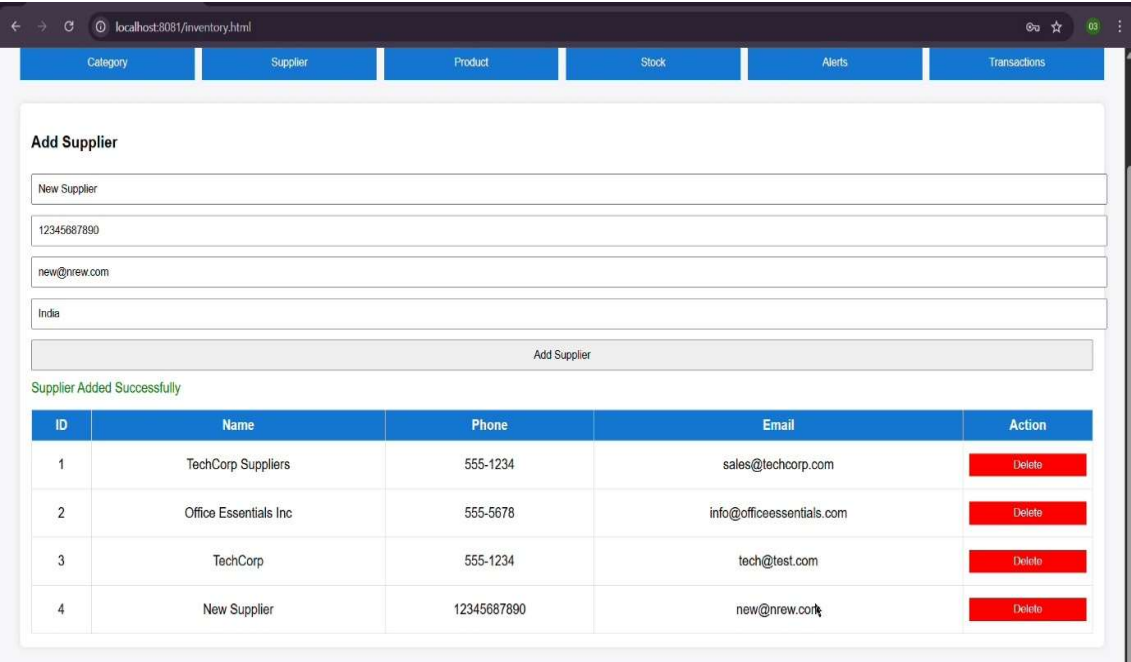 localhost:8081/inventory.html 03
Category Supplier Product Stock Alerts Transactions
Add Supplier
New Supplier
12345687890
new@nrew.com
India
Add Supplier
Supplier Added Successfully
ID Name Phone Email Action
1 TechCorp Suppliers 555-1234 sales@techcorp.com Delete
2 Office Essentials Inc 555-5678 info@officeessentials.com Delete
3 TechCorp 555-1234 tech@test.com Delete
4 New Supplier 12345687890 new@nrew.com Delete